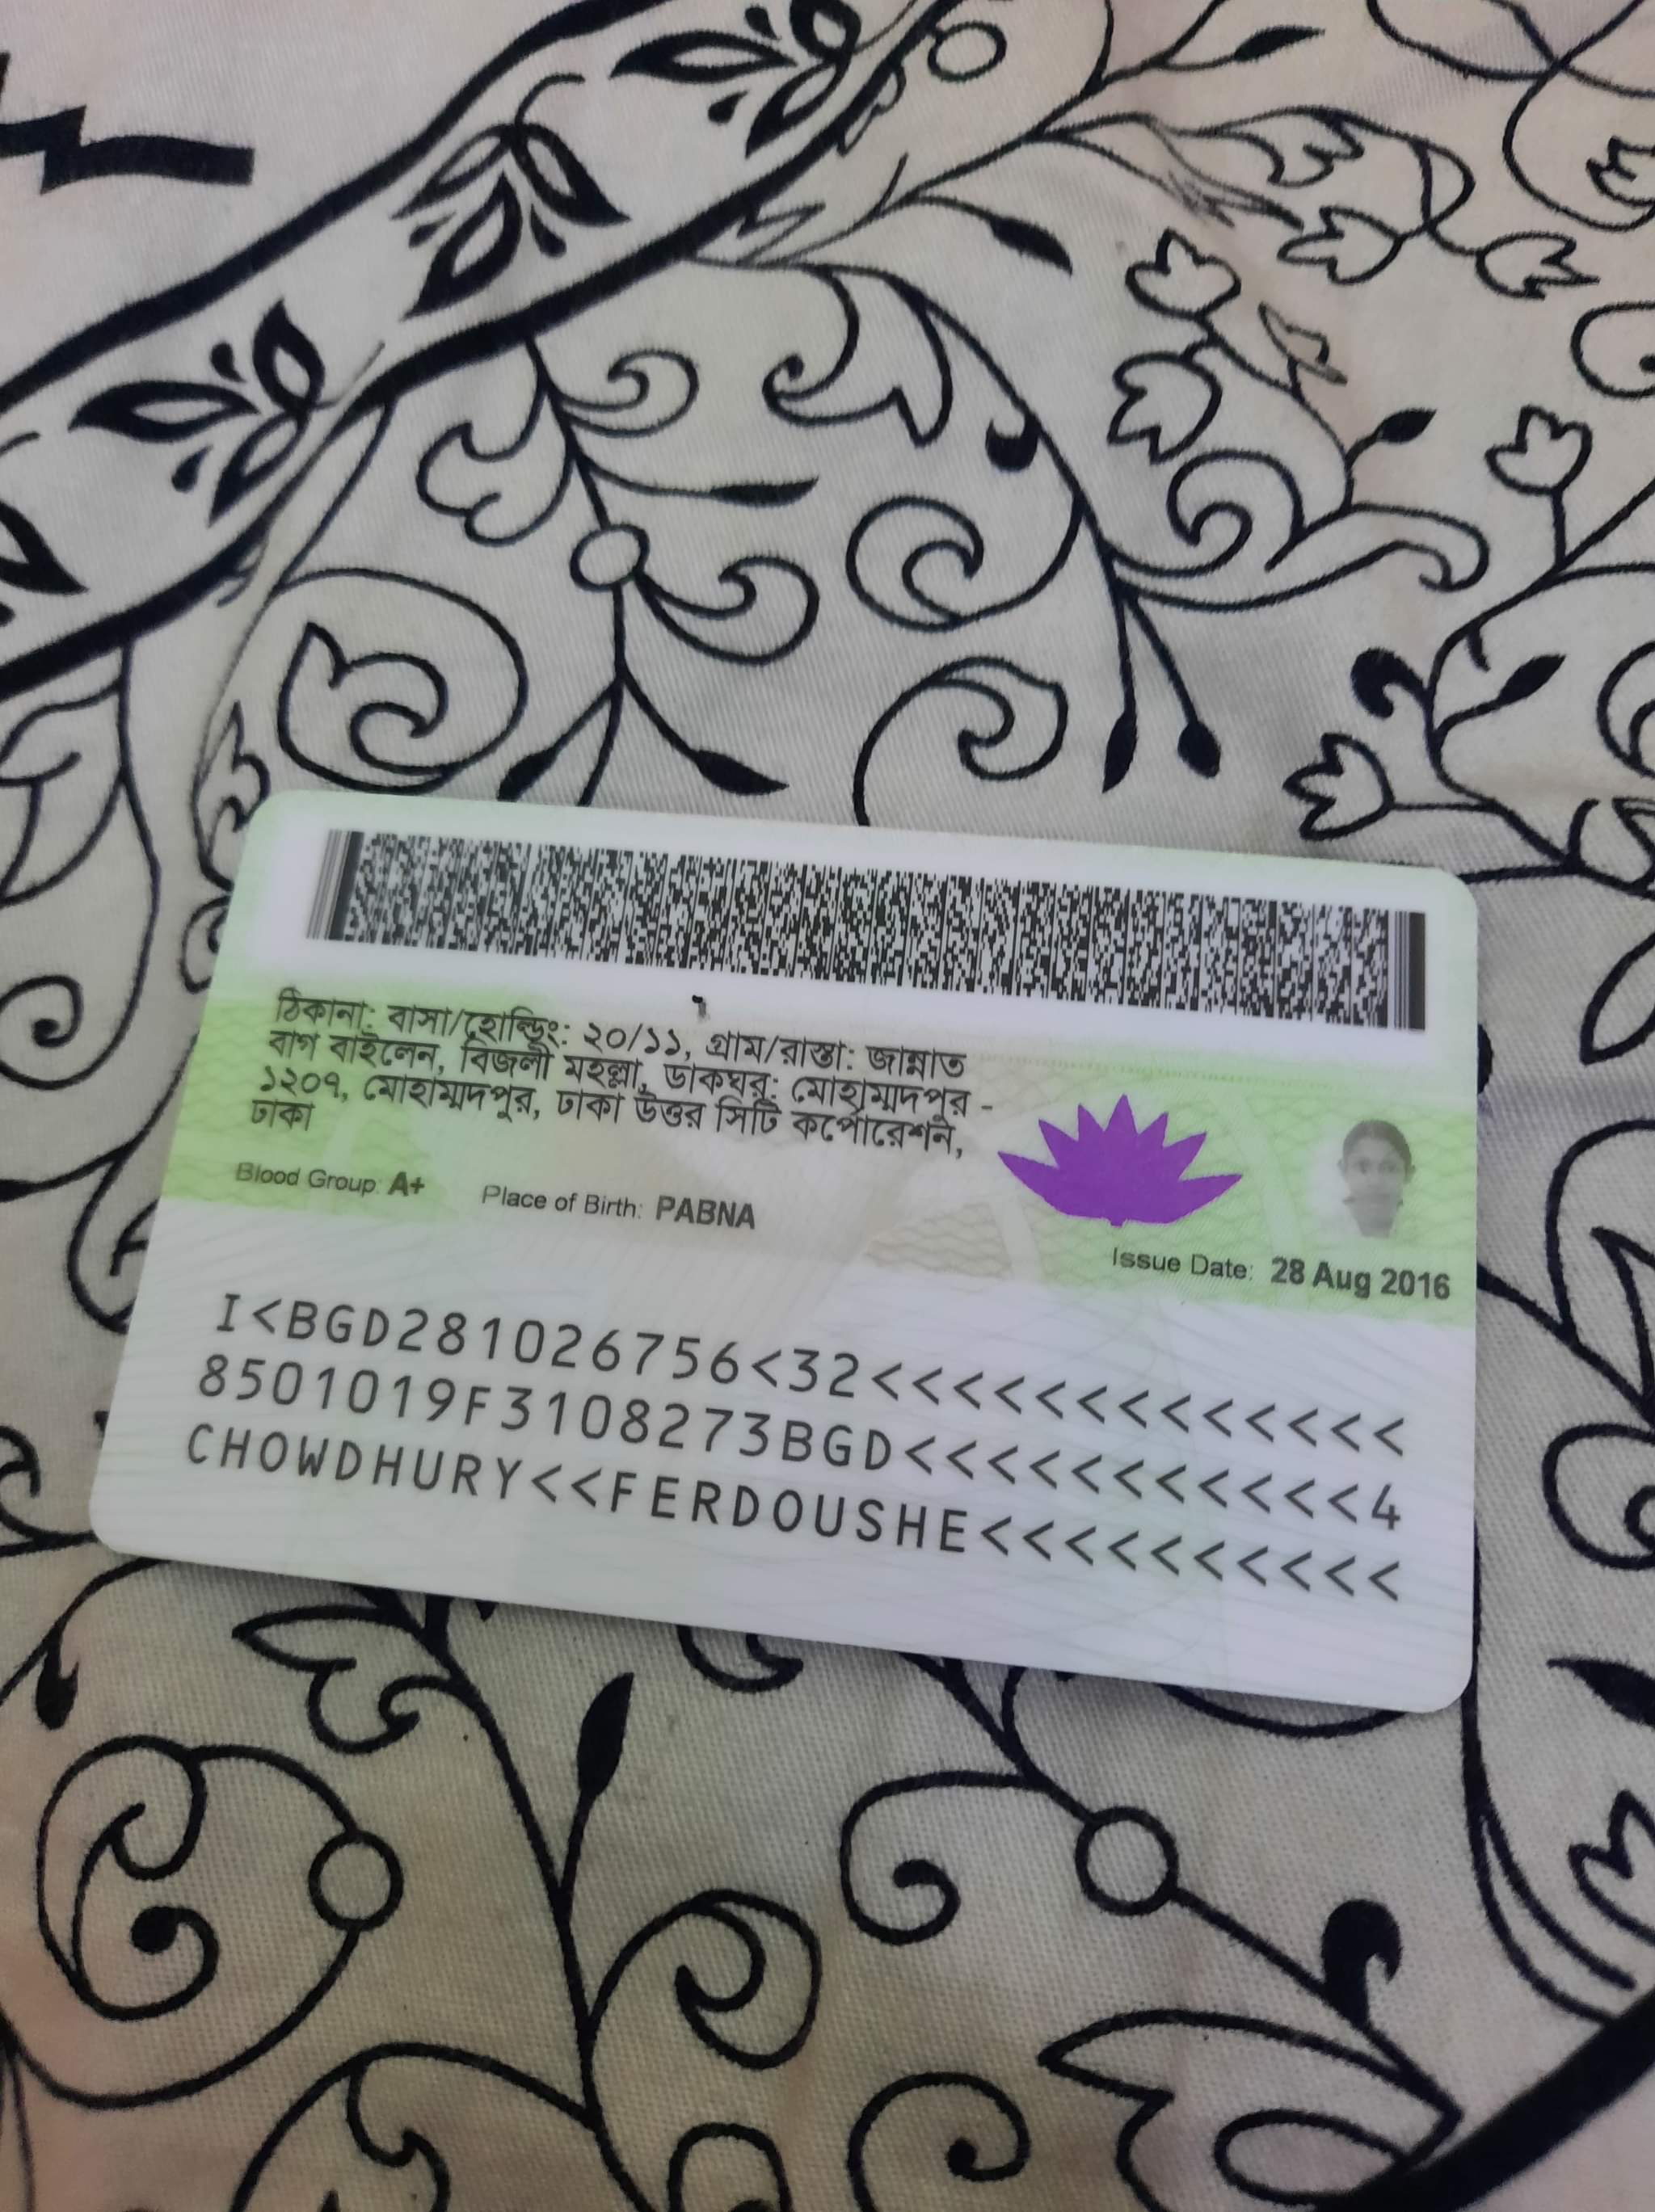 ঠিকানা: বাসা/হোল্ডিং: ২০/১১, গ্রাম/রাস্তা: জান্নাত
বাগ বাইলেন, বিজলী মহল্লা, ডাকঘর: মোহাম্মদপুর -
১২০৭, মোহাম্মদপুর, ঢাকা উত্তর সিটি কর্পোরেশন,
ঢাকা
Blood Group: A+ Place of Birth: PABNA
Issue Date: 28 Aug 2016
I<BGD281026756<32<<<<<<<<<<<<<
8501019F3108273BGD<<<<<<<<<<<4
CHOWDHURY<<FERDOUSHE<<<<<<<<<<